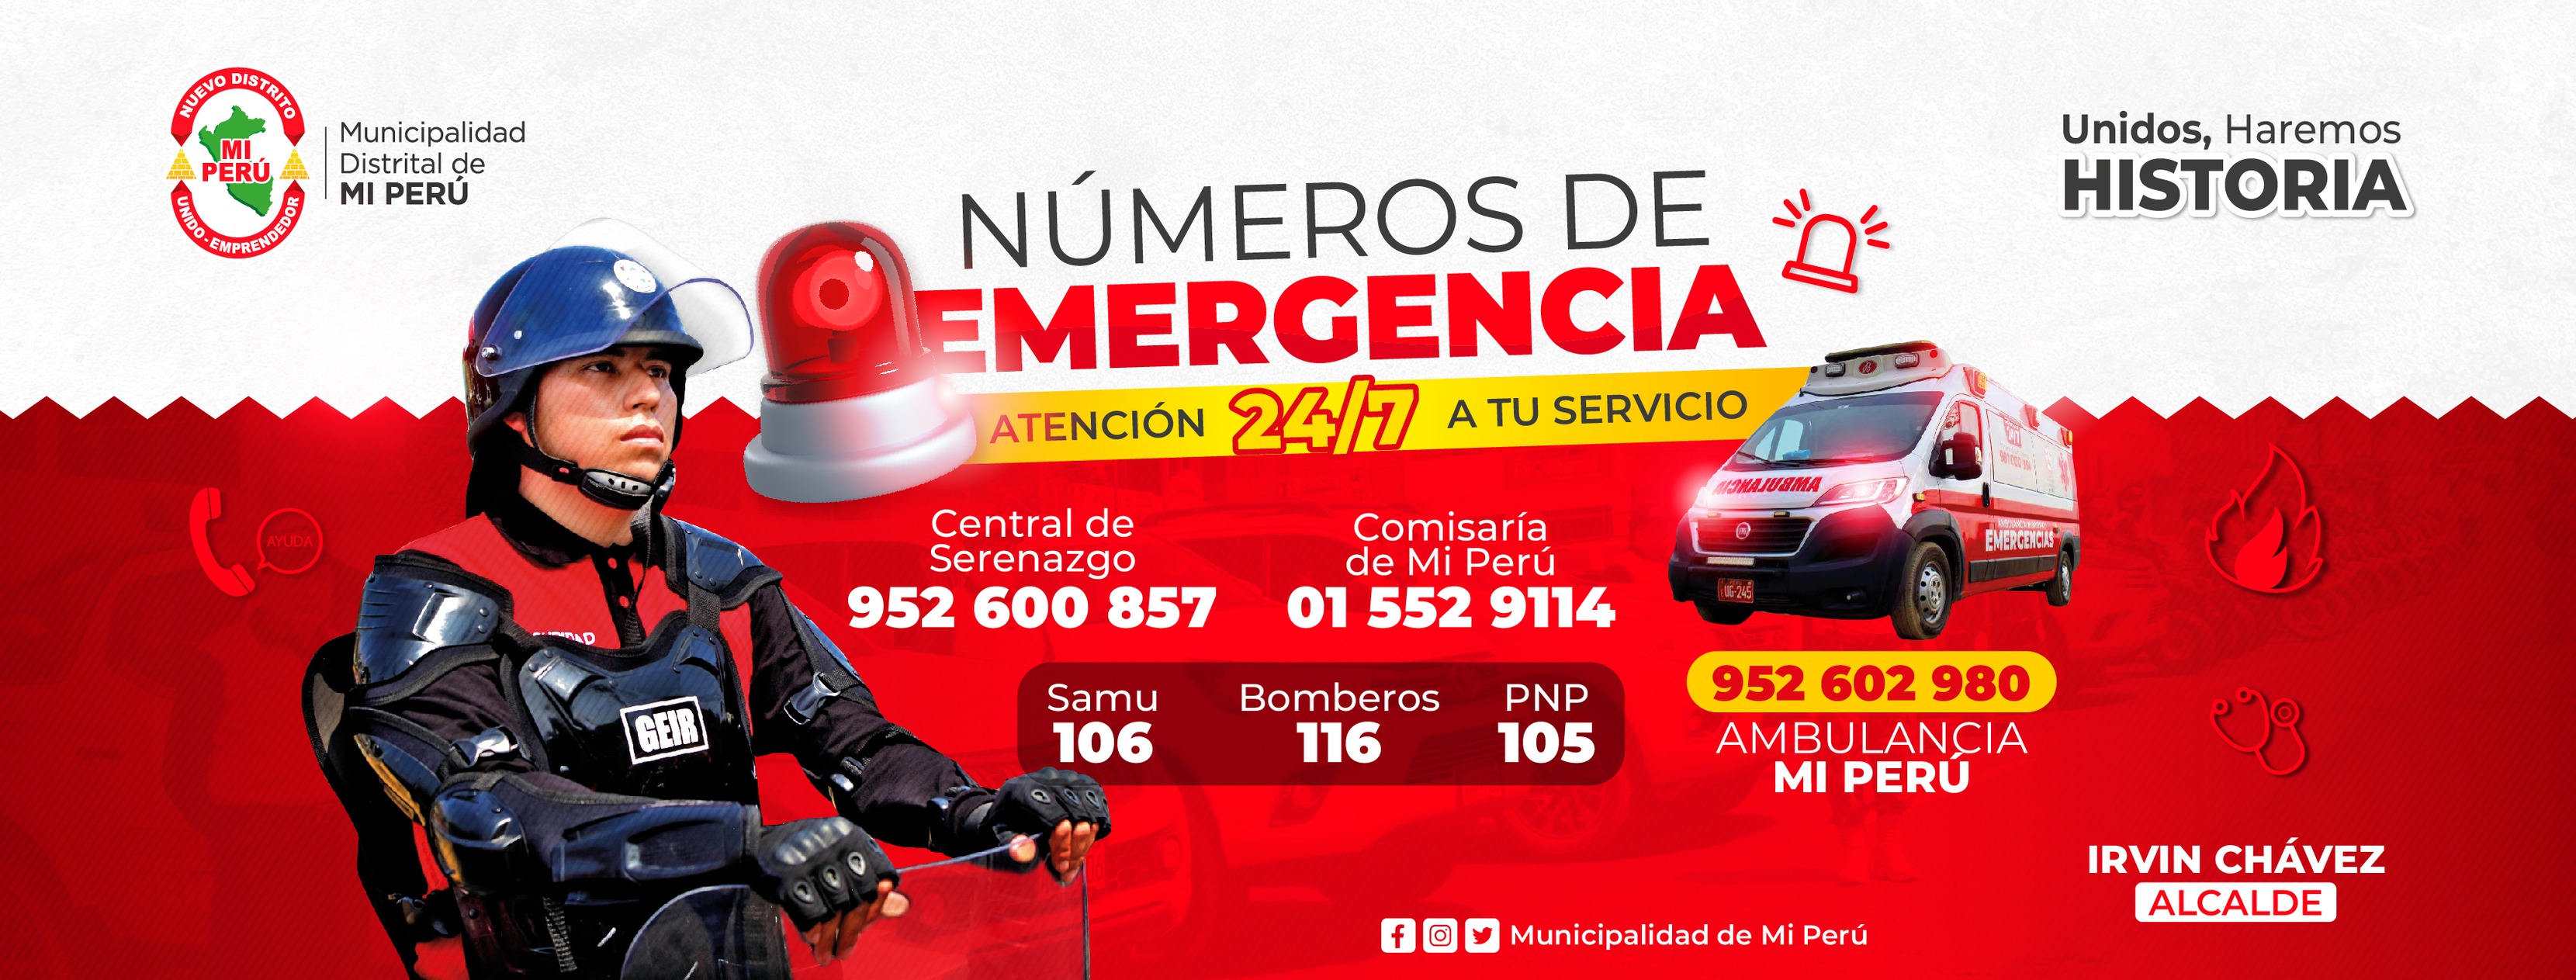 NUEVO DISTRITO
MI
PERÚ
UNIDO - EMPRENDEDOR
Municipalidad
Distrital de
MI PERÚ
Unidos, Haremos
HISTORIA
NÚMEROS DE
EMERGENCIA
ATENCIÓN 24/7 A TU SERVICIO
AYUDA
Central de
Serenazgo
952 600 857
Comisaría
de Mi Perú
01 552 9114
AMBULANCIA
EMERGENCIAS
UG-245
GEIR
Samu
106
Bomberos
116
PNP
105
952 602 980
AMBULANCIA
MI PERÚ
IRVIN CHÁVEZ
ALCALDE
Municipalidad de Mi Perú